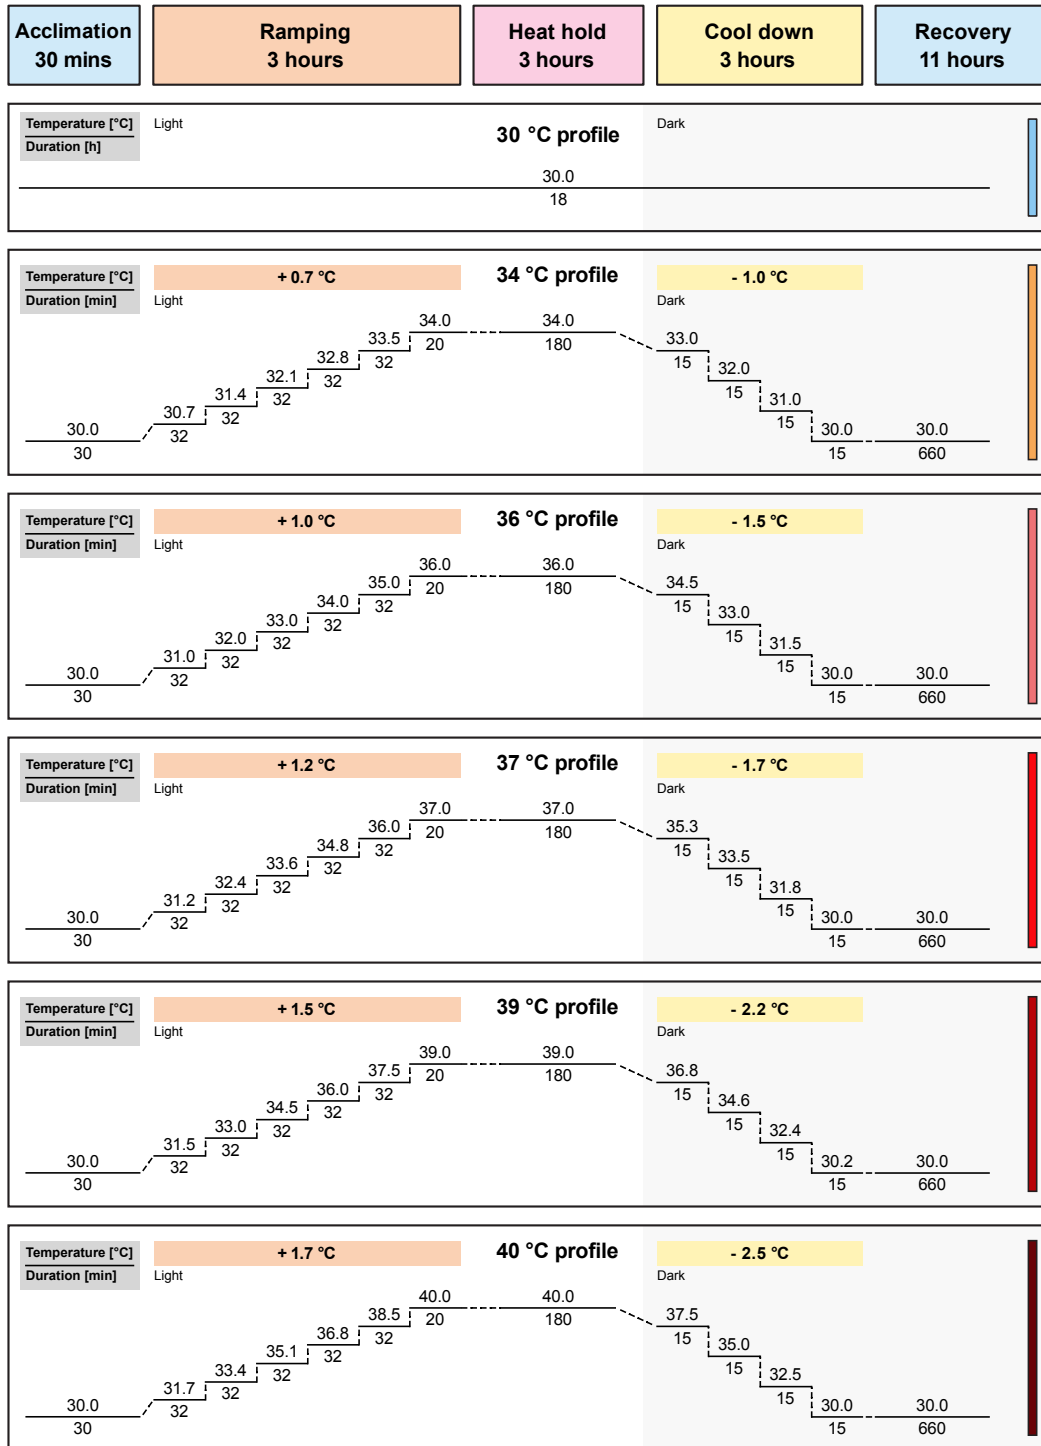 Acclimation
30 mins
Ramping
3 hours
Heat hold
3 hours
Cool down
3 hours
Recovery
11 hours
Temperature [°C]
Duration [h]
Light
30 °C profile
Dark
30.0
18
Temperature [°C]
Duration [min]
+ 0.7 °C
Light
34 °C profile
- 1.0 °C
Dark
30.0
30
30.7
32
31.4
32
32.1
32
32.8
32
33.5
32
34.0
20
34.0
180
33.0
15
32.0
15
31.0
15
30.0
15
30.0
660
Temperature [°C]
Duration [min]
+ 1.0 °C
Light
36 °C profile
- 1.5 °C
Dark
30.0
30
31.0
32
32.0
32
33.0
32
34.0
32
35.0
32
36.0
20
36.0
180
34.5
15
33.0
15
31.5
15
30.0
15
30.0
660
Temperature [°C]
Duration [min]
+ 1.2 °C
Light
37 °C profile
- 1.7 °C
Dark
30.0
30
31.2
32
32.4
32
33.6
32
34.8
32
36.0
32
37.0
20
37.0
180
35.3
15
33.5
15
31.8
15
30.0
15
30.0
660
Temperature [°C]
Duration [min]
+ 1.5 °C
Light
39 °C profile
- 2.2 °C
Dark
30.0
30
31.5
32
33.0
32
34.5
32
36.0
32
37.5
32
39.0
20
39.0
180
36.8
15
34.6
15
32.4
15
30.2
15
30.0
660
Temperature [°C]
Duration [min]
+ 1.7 °C
Light
40 °C profile
- 2.5 °C
Dark
30.0
30
31.7
32
33.4
32
35.1
32
36.8
32
38.5
32
40.0
20
40.0
180
37.5
15
35.0
15
32.5
15
30.0
15
30.0
660